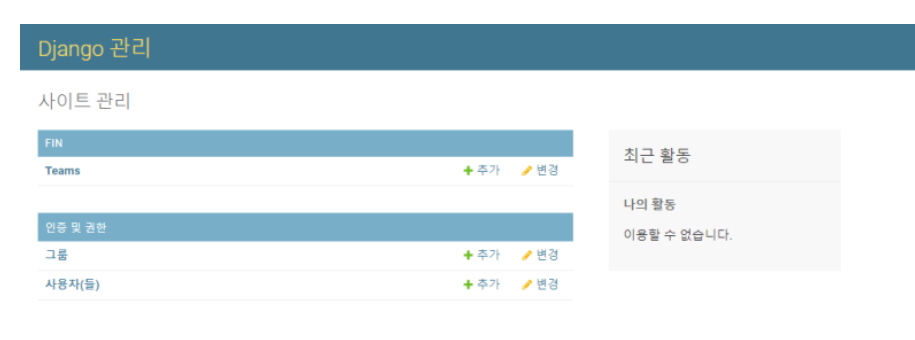 Django 관리
사이트 관리
FIN
Teams 추가 변경
인증 및 권한
그룹 추가 변경
사용자(들) 추가 변경
최근 활동
나의 활동
이용할 수 없습니다.